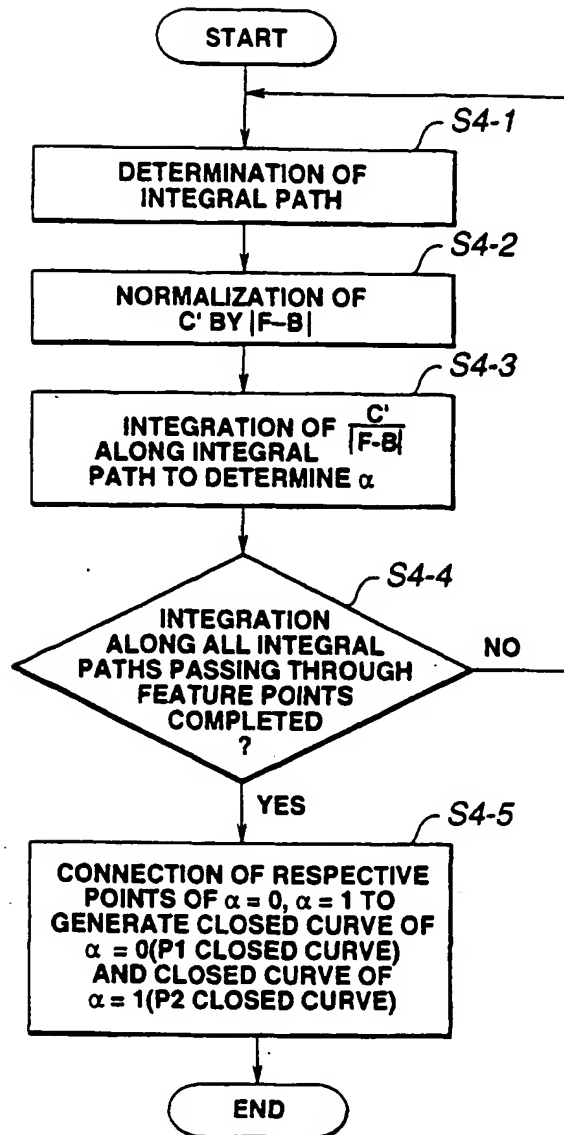 START
S4-1
DETERMINATION OF
INTEGRAL PATH
S4-2
NORMALIZATION OF
C' BY |F–B|
S4-3
INTEGRATION OF C'/|F-B|
ALONG INTEGRAL
PATH TO DETERMINE α
S4-4
INTEGRATION
ALONG ALL INTEGRAL
PATHS PASSING THROUGH
FEATURE POINTS
COMPLETED
?
NO
YES
S4-5
CONNECTION OF RESPECTIVE
POINTS OF α = 0, α = 1 TO
GENERATE CLOSED CURVE OF
α = 0(P1 CLOSED CURVE)
AND CLOSED CURVE OF
α = 1(P2 CLOSED CURVE)
END